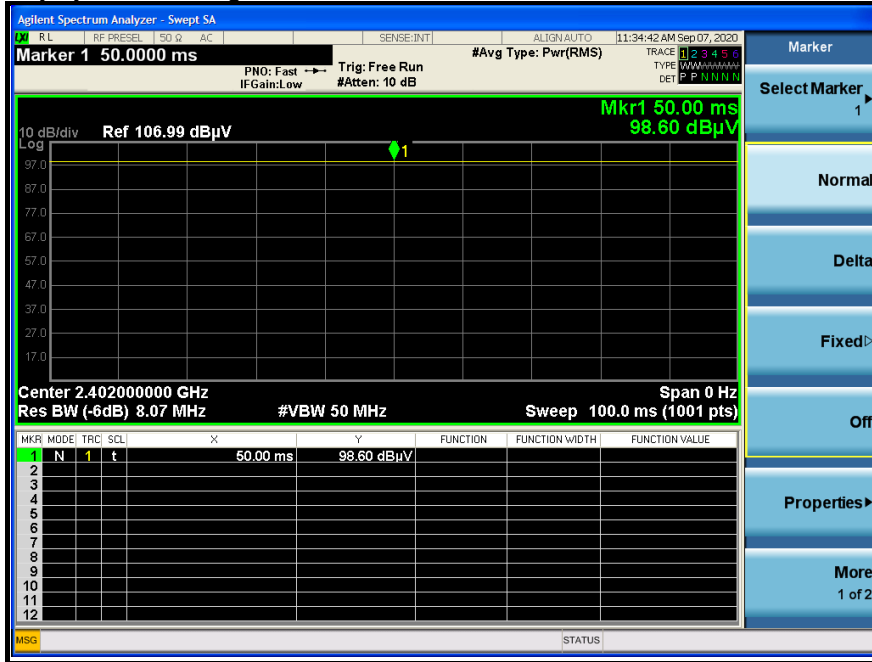 Agilent Spectrum Analyzer - Swept SA
LXI RL RF PRESEL 50 Ω AC SENSE:INT ALIGN AUTO 11:34:42 AM Sep 07, 2020
Marker 1 50.0000 ms #Avg Type: Pwr(RMS) TRACE 1 2 3 4 5 6
PNO: Fast Trig: Free Run TYPE WWWWWW
IFGain:Low #Atten: 10 dB DET P P N N N N
Marker
Select Marker
1
Normal
Delta
Fixed
Off
Properties
More
1 of 2
Mkr1 50.00 ms
10 dB/div Ref 106.99 dBµV 98.60 dBµV
Log
1
97.0
87.0
77.0
67.0
57.0
47.0
37.0
27.0
17.0
Center 2.402000000 GHz Span 0 Hz
Res BW (-6dB) 8.07 MHz #VBW 50 MHz Sweep 100.0 ms (1001 pts)
MKR MODE TRC SCL X Y FUNCTION FUNCTION WIDTH FUNCTION VALUE
1 N 1 t 50.00 ms 98.60 dBµV
2
3
4
5
6
7
8
9
10
11
12
MSG STATUS